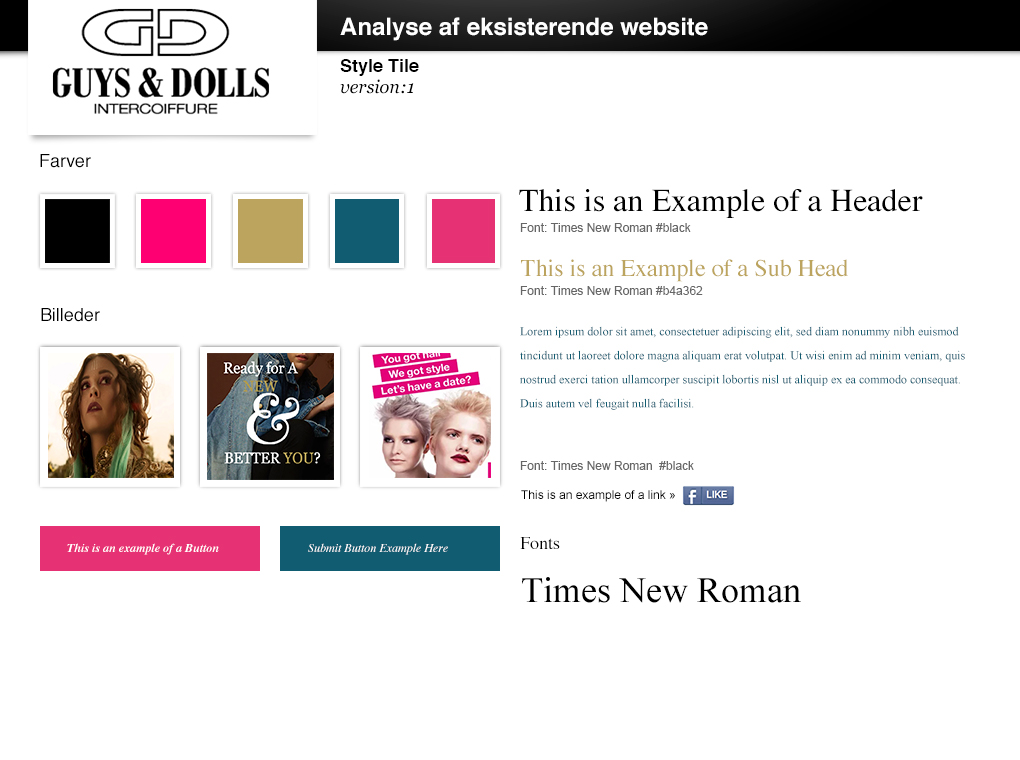 Analyse af eksisterende website
GD
GUYS & DOLLS
INTERCOIFFURE
Style Tile
version:1
Farver
Billeder
Ready for A
NEW
&
BETTER YOU?
You got hair
We got style
Let's have a date?
This is an example of a Button
Submit Button Example Here
This is an Example of a Header
Font: Times New Roman #black
This is an Example of a Sub Head
Font: Times New Roman #b4a362
Lorem ipsum dolor sit amet, consectetuer adipiscing elit, sed diam nonummy nibh euismod
tincidunt ut laoreet dolore magna aliquam erat volutpat. Ut wisi enim ad minim veniam, quis
nostrud exerci tation ullamcorper suscipit lobortis nisl ut aliquip ex ea commodo consequat.
Duis autem vel feugait nulla facilisi.
Font: Times New Roman #black
This is an example of a link » f LIKE
Fonts
Times New Roman